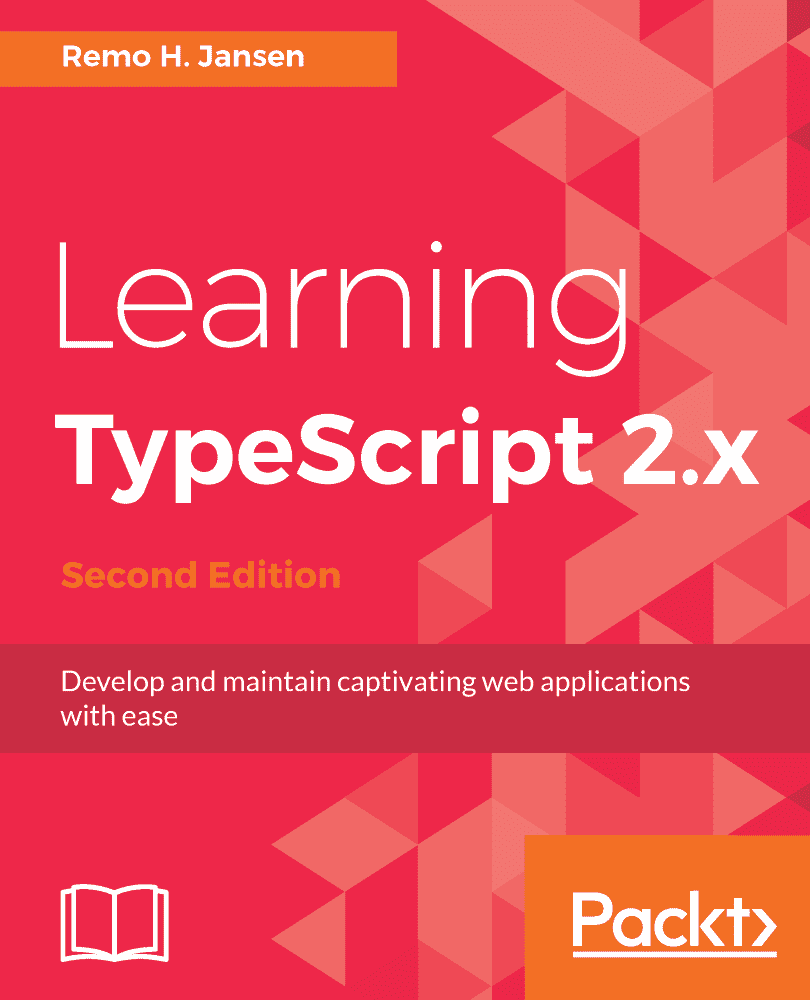 Remo H. Jansen
Learning
TypeScript 2.x
Second Edition
Develop and maintain captivating web applications
with ease
Packt>